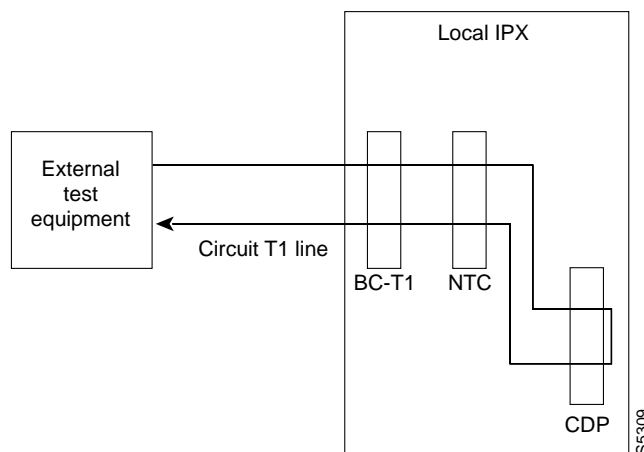 Local IPX
External
test
equipment
Circuit T1 line
BC-T1
NTC
CDP
S5309